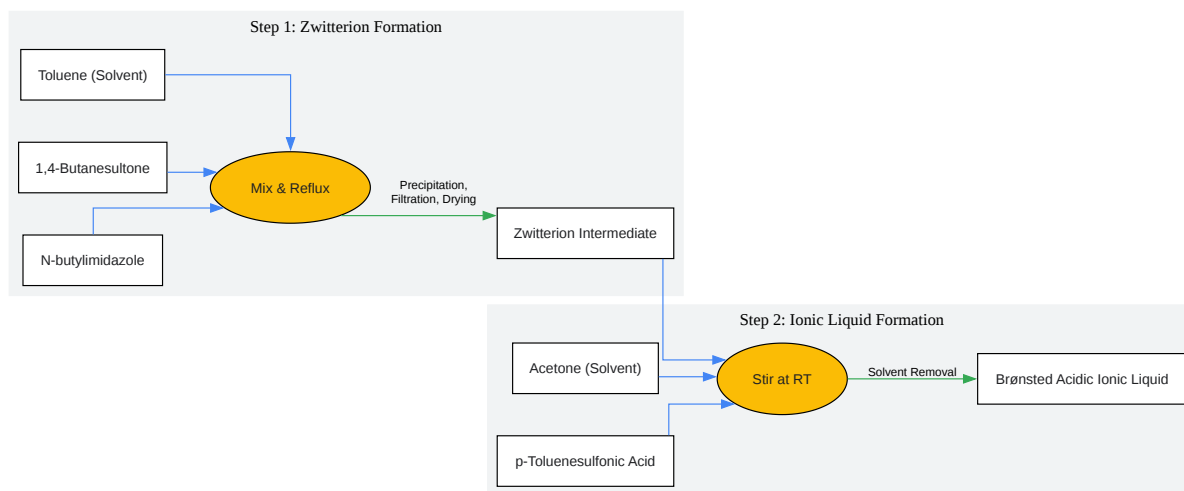 Step 1: Zwitterion Formation
Toluene (Solvent)
1,4-Butanesultone
Mix & Reflux
N-butylimidazole
Precipitation,
Filtration, Drying
Zwitterion Intermediate
Step 2: Ionic Liquid Formation
Acetone (Solvent)
Stir at RT
Solvent Removal
Brønsted Acidic Ionic Liquid
p-Toluenesulfonic Acid